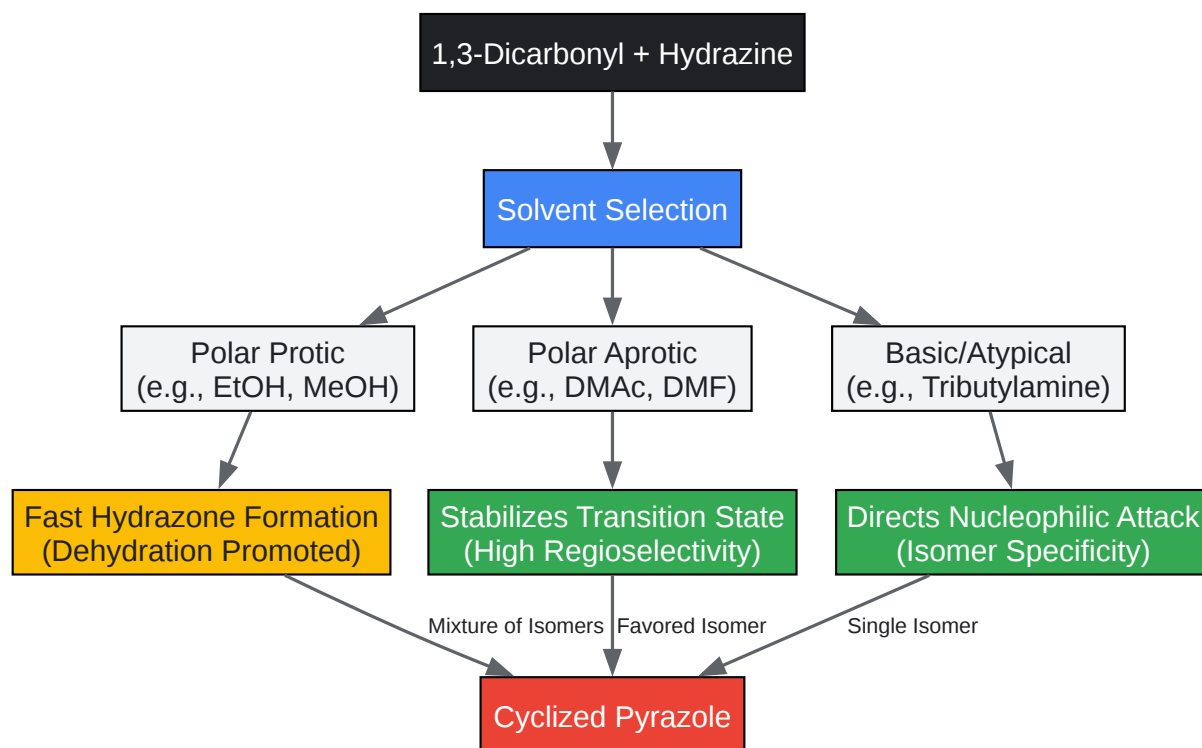 1,3-Dicarbonyl + Hydrazine
Solvent Selection
Polar Protic
(e.g., EtOH, MeOH)
Polar Aprotic
(e.g., DMAc, DMF)
Basic/Atypical
(e.g., Tributylamine)
Fast Hydrazone Formation
(Dehydration Promoted)
Stabilizes Transition State
(High Regioselectivity)
Directs Nucleophilic Attack
(Isomer Specificity)
Mixture of Isomers
Favored Isomer
Single Isomer
Cyclized Pyrazole